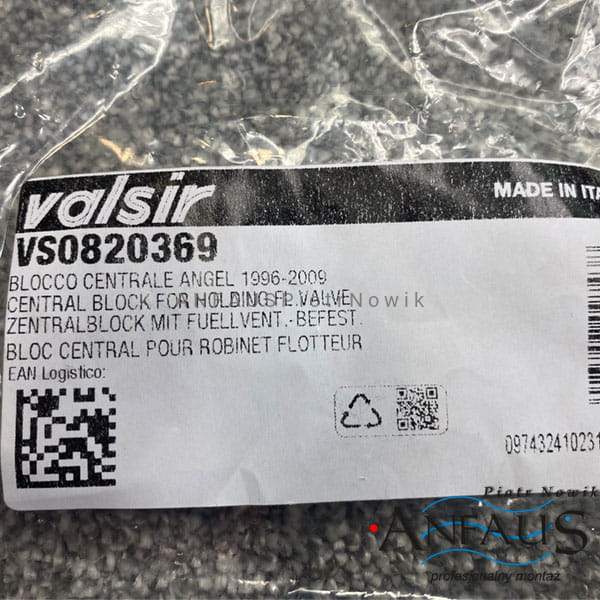 valsir
MADE IN ITA
VS0820369
BLOCCO CENTRALE ANGEL 1996-2009
CENTRAL BLOCK FOR HOLDING FL.VALVE
ZENTRALBLOCK MIT FUELLVENT.-BEFEST.
BLOC CENTRAL POUR ROBINET FLOTTEUR
EAN Logistico:
097432410231
Piotr Nowik
ANFAUS
profesjonalny montaż